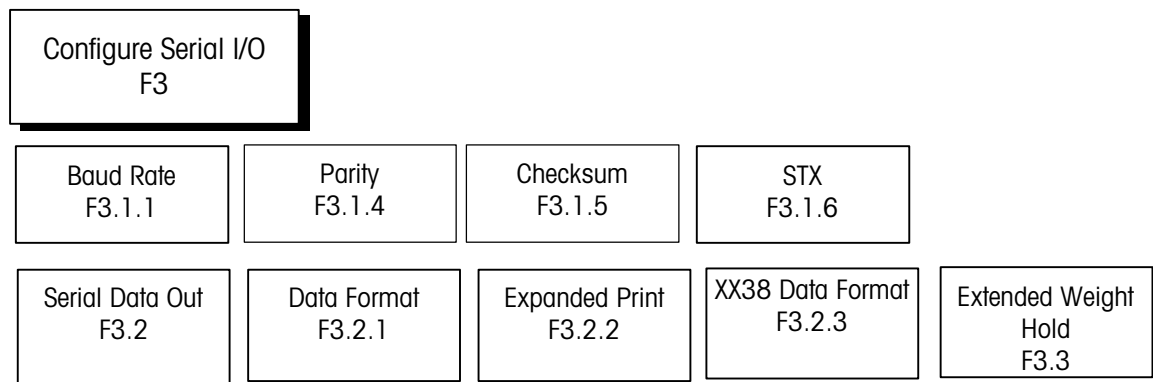 Configure Serial I/O
F3
Baud Rate
F3.1.1
Parity
F3.1.4
Checksum
F3.1.5
STX
F3.1.6
Serial Data Out
F3.2
Data Format
F3.2.1
Expanded Print
F3.2.2
XX38 Data Format
F3.2.3
Extended Weight
Hold
F3.3